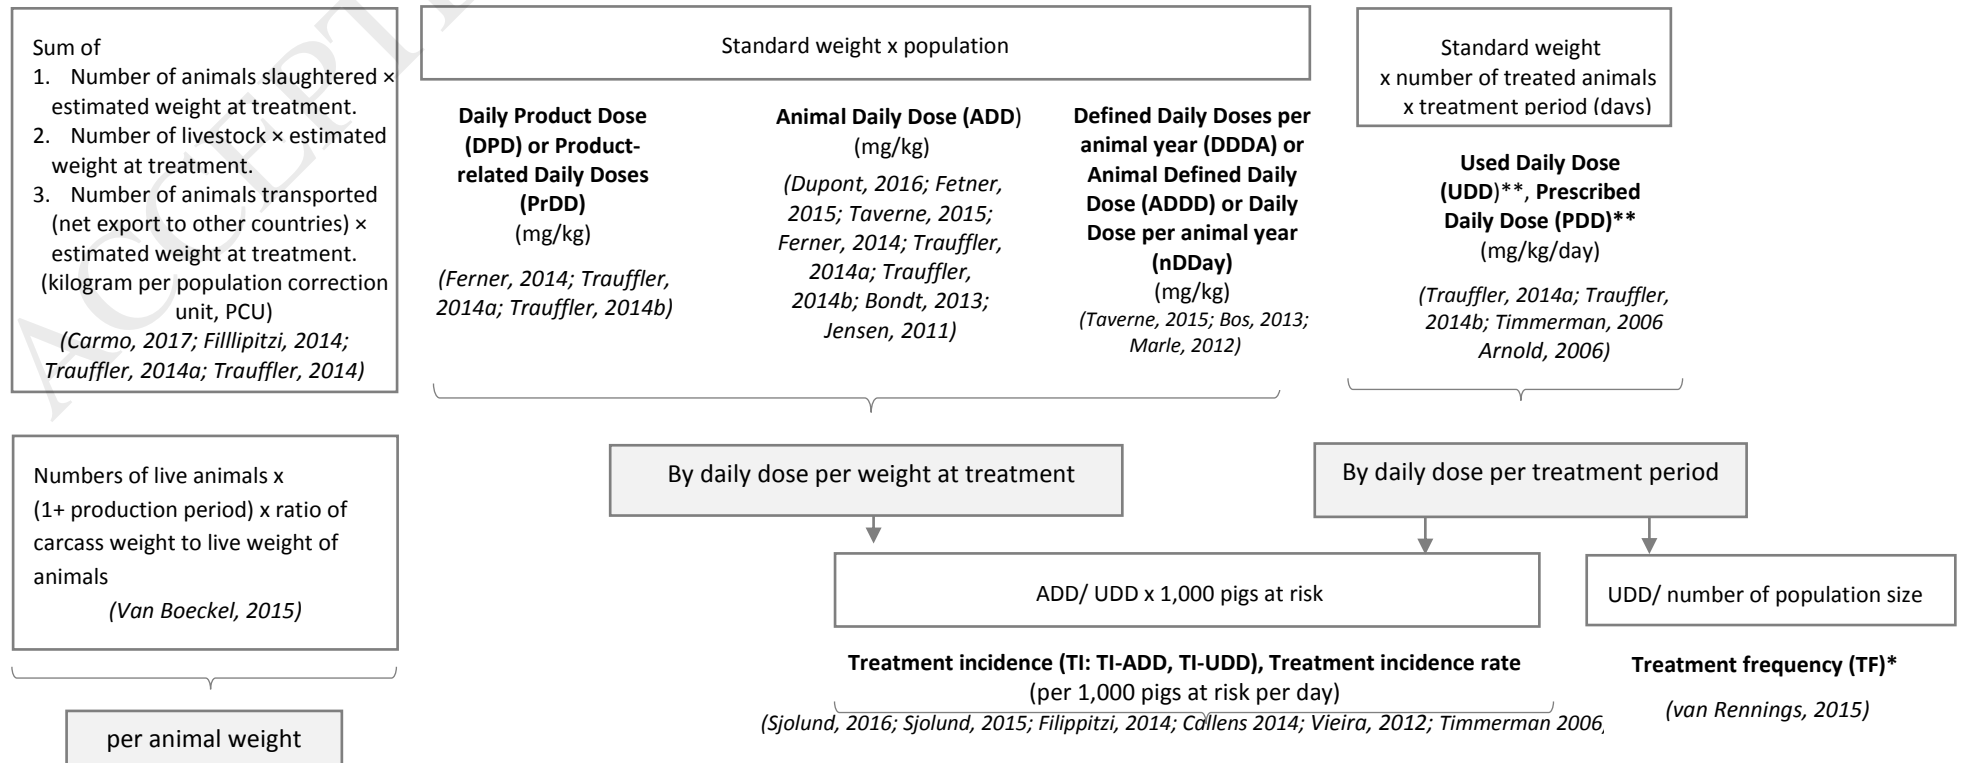 Sum of
1. Number of animals slaughtered ×
estimated weight at treatment.
2. Number of livestock × estimated
weight at treatment.
3. Number of animals transported
(net export to other countries) ×
estimated weight at treatment.
(kilogram per population correction
unit, PCU)
(Carmo, 2017; Filllipitzi, 2014;
Trauffler, 2014a; Trauffler, 2014)
Numbers of live animals x
(1+ production period) x ratio of
carcass weight to live weight of
animals
(Van Boeckel, 2015)
per animal weight
Standard weight x population
Daily Product Dose
(DPD) or Product-
related Daily Doses
(PrDD)
(mg/kg)
(Ferner, 2014; Trauffler,
2014a; Trauffler, 2014b)
Animal Daily Dose (ADD)
(mg/kg)
(Dupont, 2016; Fetner,
2015; Taverne, 2015;
Ferner, 2014; Trauffler,
2014a; Trauffler,
2014b; Bondt, 2013;
Jensen, 2011)
Defined Daily Doses per
animal year (DDDA) or
Animal Defined Daily
Dose (ADDD) or Daily
Dose per animal year
(nDDay)
(mg/kg)
(Taverne, 2015; Bos, 2013;
Marle, 2012)
Standard weight
x number of treated animals
x treatment period (days)
Used Daily Dose
(UDD)**, Prescribed
Daily Dose (PDD)**
(mg/kg/day)
(Trauffler, 2014a; Trauffler,
2014b; Timmerman, 2006
Arnold, 2006)
By daily dose per weight at treatment
By daily dose per treatment period
ADD/ UDD x 1,000 pigs at risk
UDD/ number of population size
Treatment incidence (TI: TI-ADD, TI-UDD), Treatment incidence rate
(per 1,000 pigs at risk per day)
(Sjolund, 2016; Sjolund, 2015; Filippitzi, 2014; Callens 2014; Vieira, 2012; Timmerman 2006,
Treatment frequency (TF)*
(van Rennings, 2015)